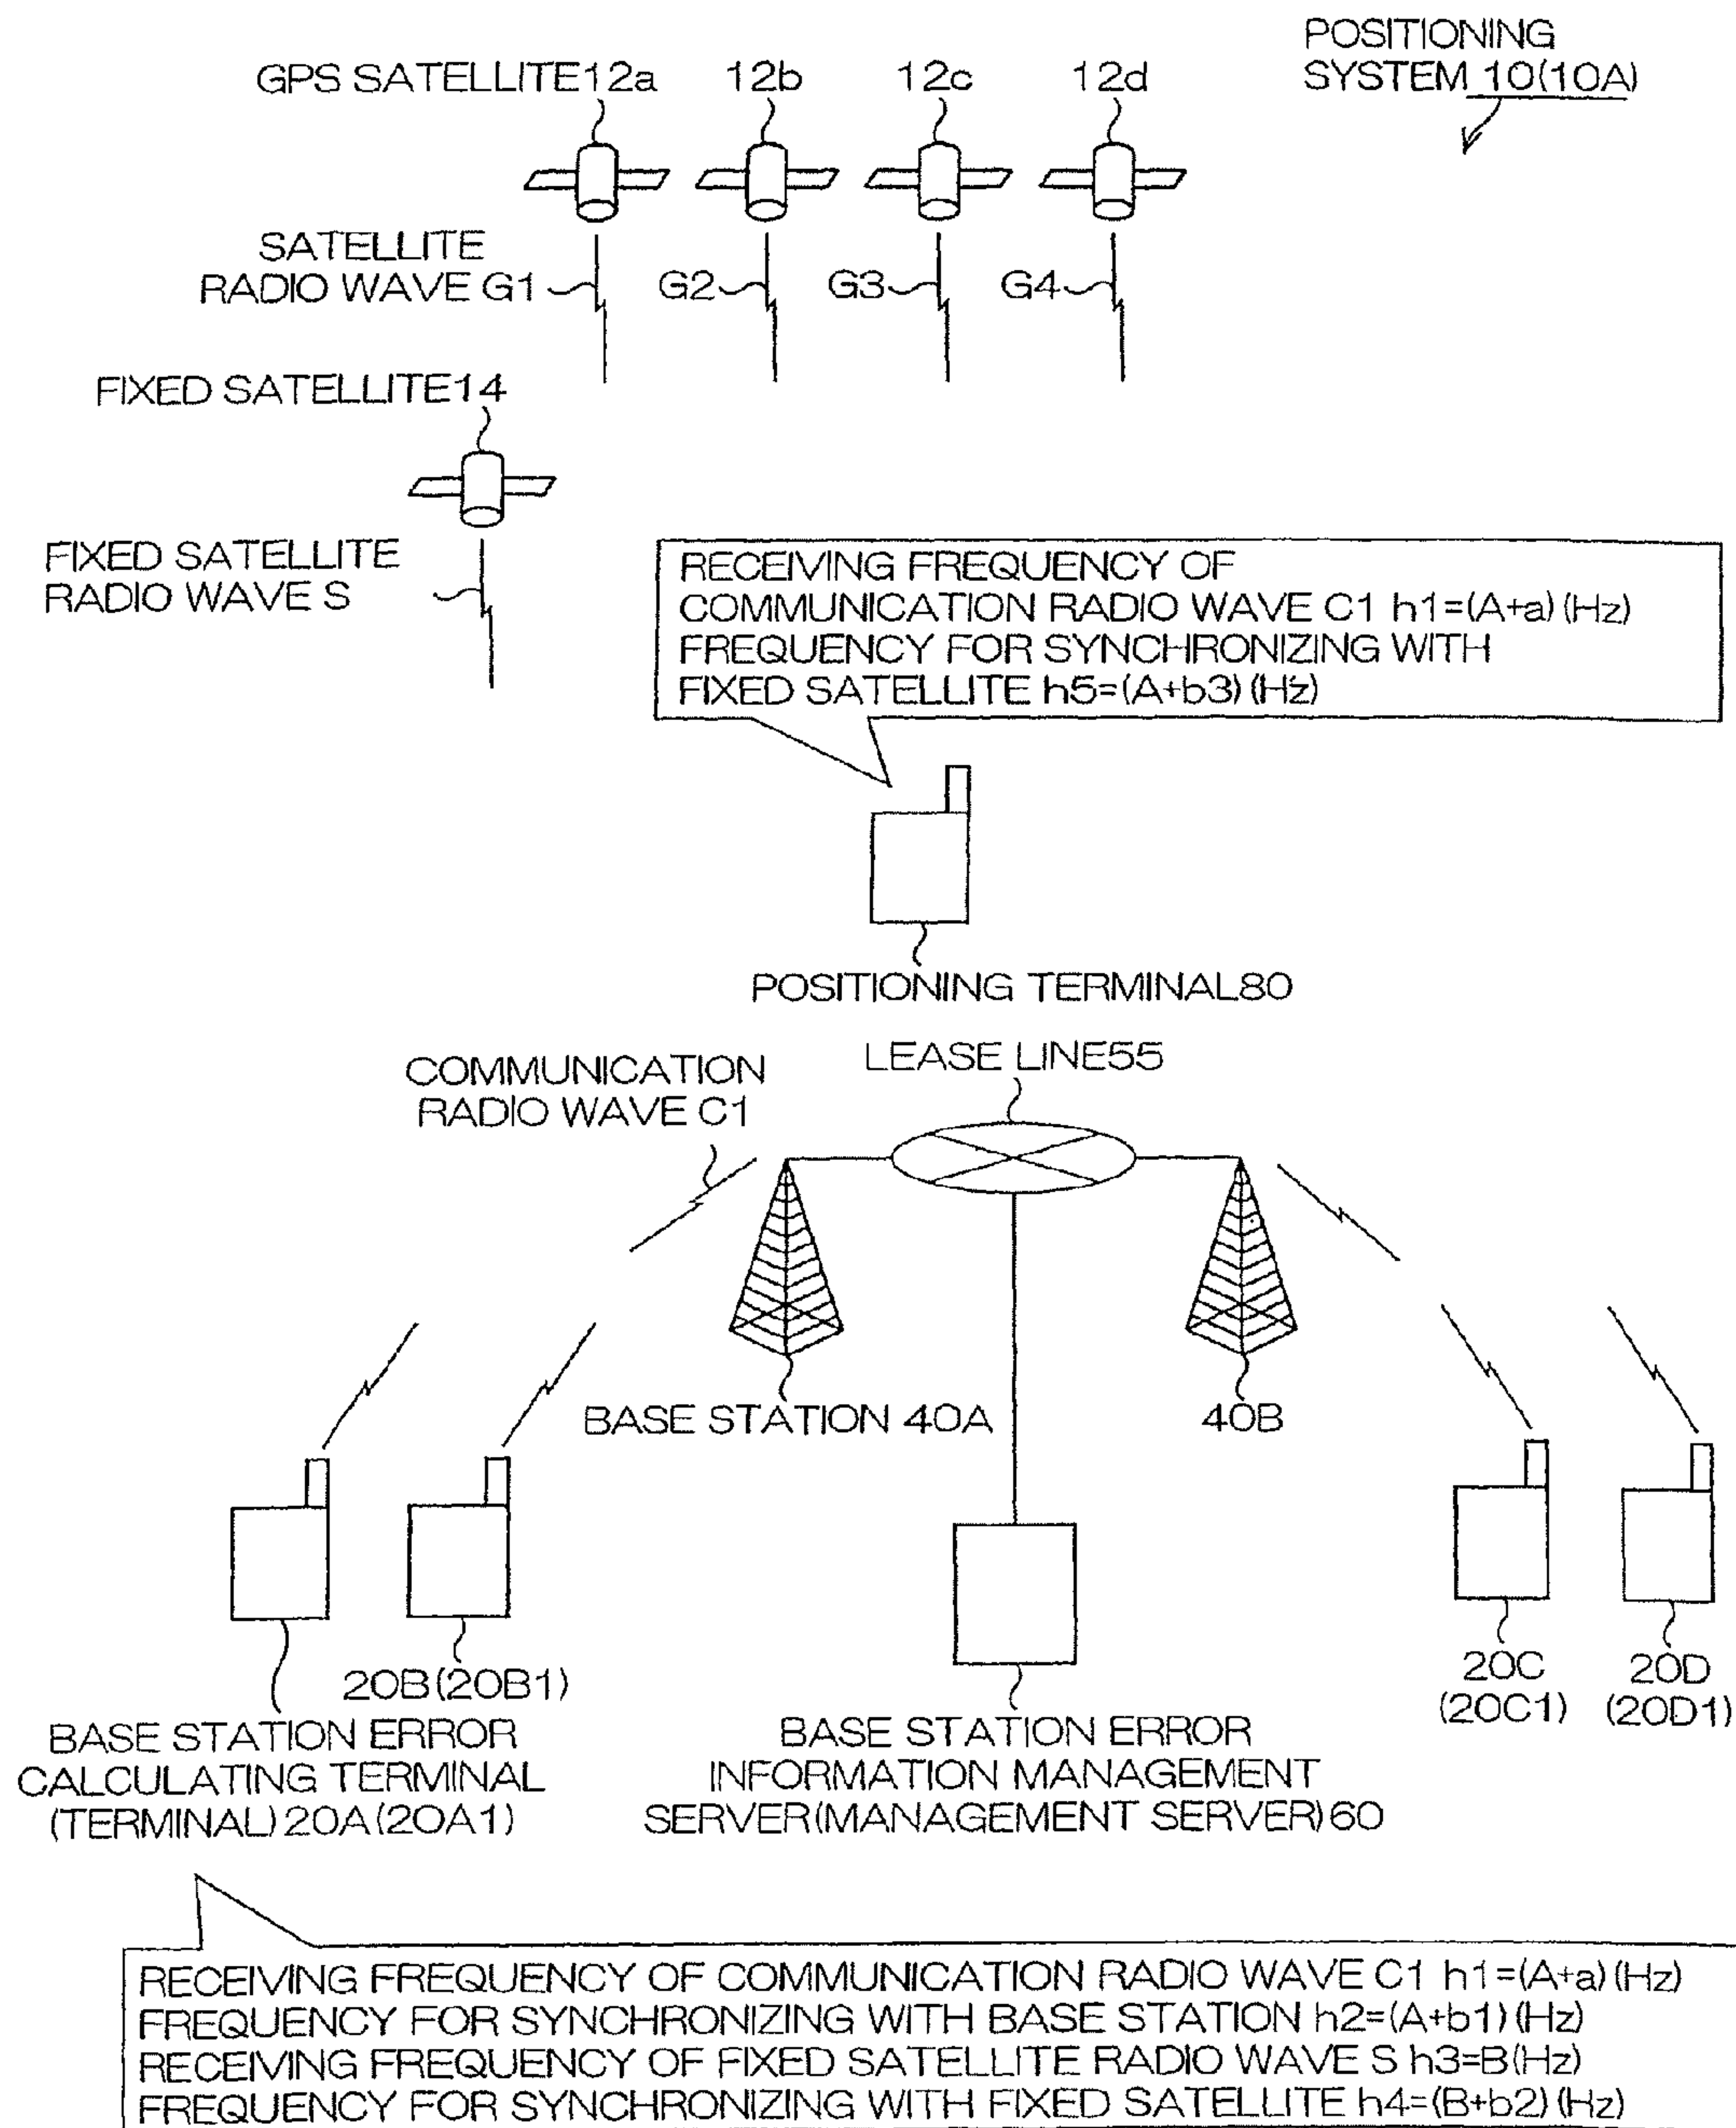 POSITIONING
SYSTEM 10(10A)
GPS SATELLITE12a 12b 12c 12d
SATELLITE
RADIO WAVE G1 G2 G3 G4
FIXED SATELLITE14
FIXED SATELLITE
RADIO WAVE S
RECEIVING FREQUENCY OF
COMMUNICATION RADIO WAVE C1 h1=(A+a)(Hz)
FREQUENCY FOR SYNCHRONIZING WITH
FIXED SATELLITE h5=(A+b3)(Hz)
POSITIONING TERMINAL80
LEASE LINE55
COMMUNICATION
RADIO WAVE C1
BASE STATION 40A 40B
20B(20B1)
20C
(20C1)
20D
(20D1)
BASE STATION ERROR
CALCULATING TERMINAL
(TERMINAL)20A(20A1)
BASE STATION ERROR
INFORMATION MANAGEMENT
SERVER(MANAGEMENT SERVER)60
RECEIVING FREQUENCY OF COMMUNICATION RADIO WAVE C1 h1=(A+a)(Hz)
FREQUENCY FOR SYNCHRONIZING WITH BASE STATION h2=(A+b1)(Hz)
RECEIVING FREQUENCY OF FIXED SATELLITE RADIO WAVE S h3=B(Hz)
FREQUENCY FOR SYNCHRONIZING WITH FIXED SATELLITE h4=(B+b2)(Hz)